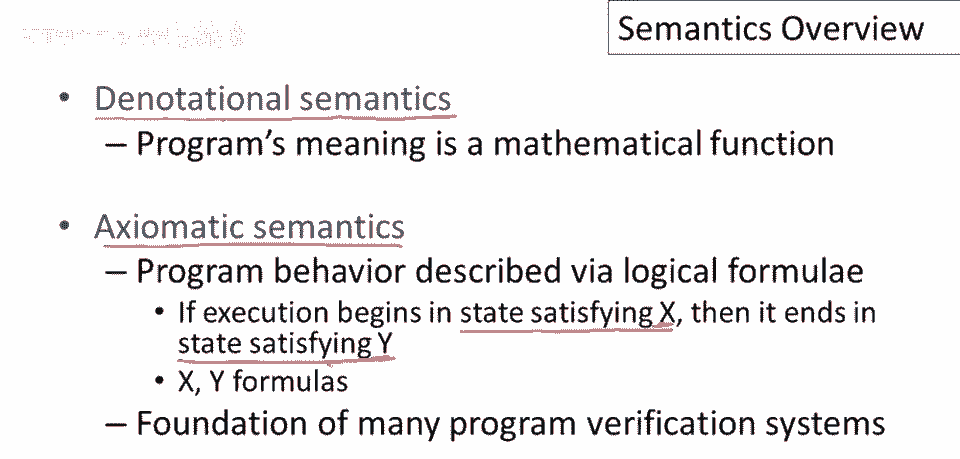 Semantics Overview
• Denotational semantics
– Program's meaning is a mathematical function
• Axiomatic semantics
– Program behavior described via logical formulae
• If execution begins in state satisfying X, then it ends in
state satisfying Y
• X, Y formulas
– Foundation of many program verification systems